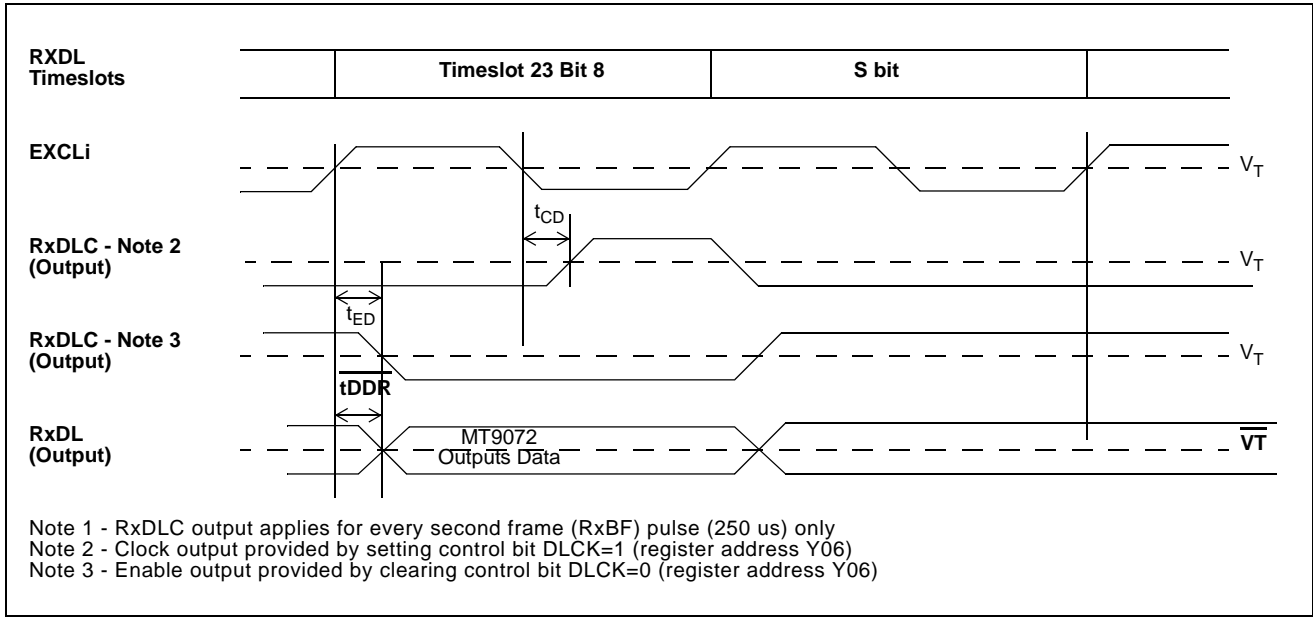 RXDL
Timeslots
Timeslot 23 Bit 8
S bit
EXCLi
VT
tCD
RxDLC - Note 2
(Output)
VT
tED
RxDLC - Note 3
(Output)
VT
tDDR
RxDL
(Output)
MT9072
Outputs Data
VT
Note 1 - RxDLC output applies for every second frame (RxBF) pulse (250 us) only
Note 2 - Clock output provided by setting control bit DLCK=1 (register address Y06)
Note 3 - Enable output provided by clearing control bit DLCK=0 (register address Y06)